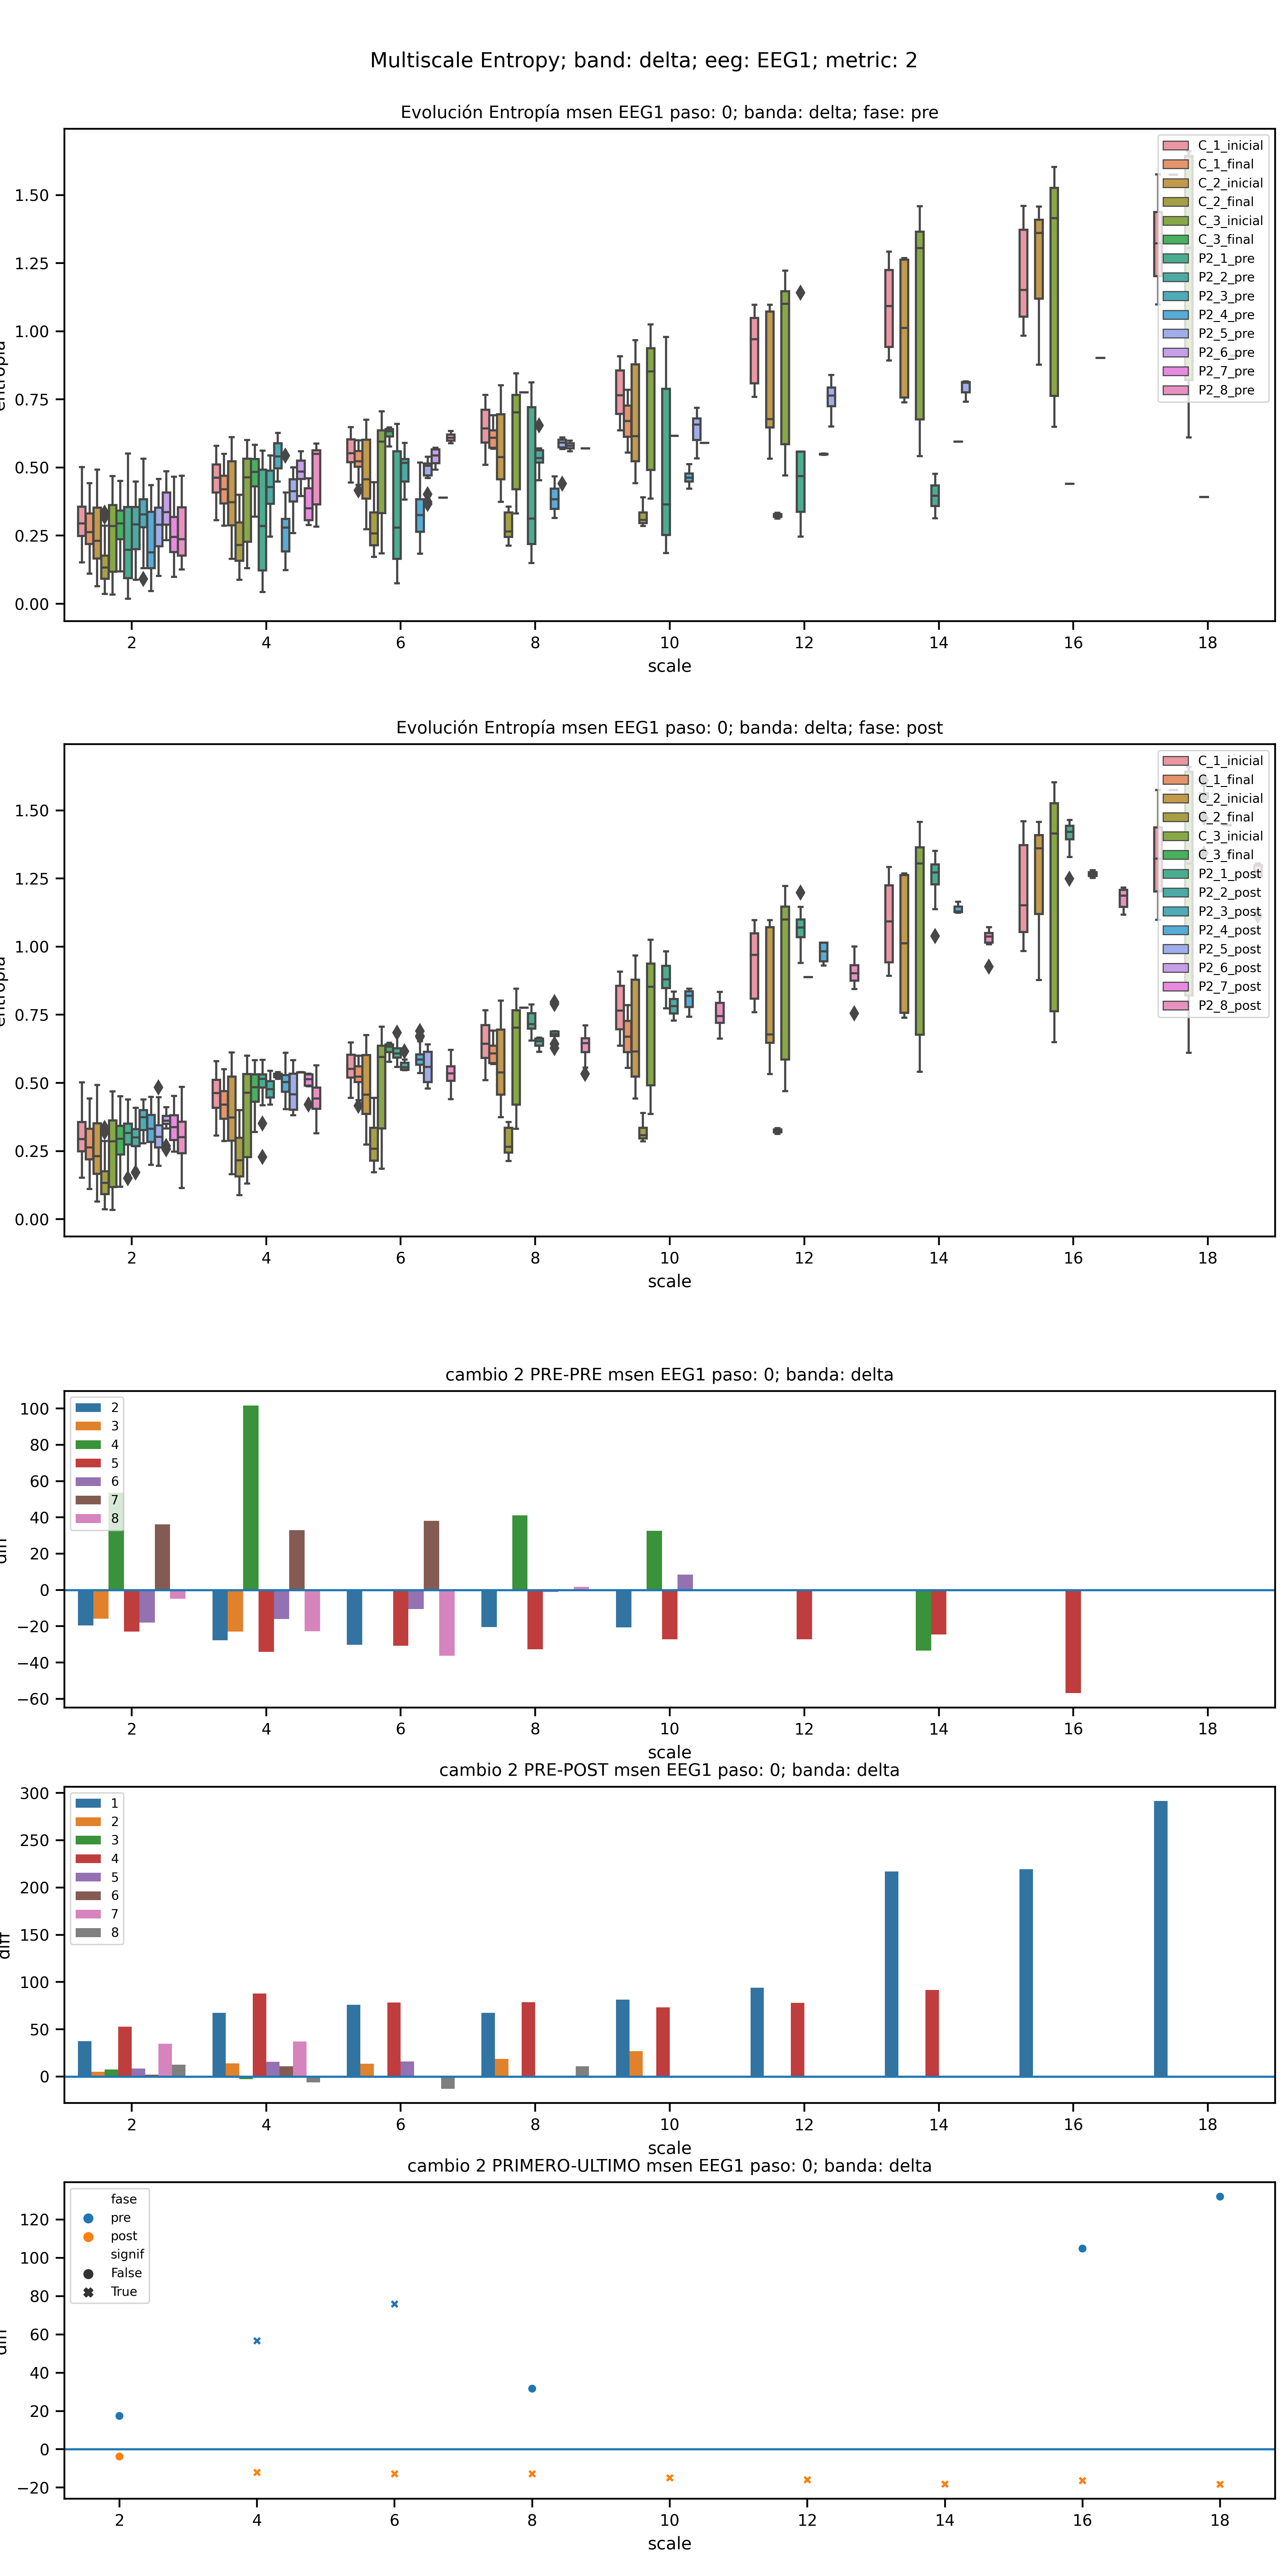 Multiscale Entropy; band: delta; eeg: EEG1; metric: 2
Evolución Entropía msen EEG1 paso: 0; banda: delta; fase: pre
1.50
1.25
1.00
0.75
0.50
0.25
0.00
C_1_inicial
C_1_final
C_2_inicial
C_2_final
C_3_inicial
C_3_final
P2_1_pre
P2_2_pre
P2_3_pre
P2_4_pre
P2_5_pre
P2_6_pre
P2_7_pre
P2_8_pre
2 4 6 8 10 12 14 16 18
scale
Evolución Entropía msen EEG1 paso: 0; banda: delta; fase: post
1.50
1.25
1.00
0.75
0.50
0.25
0.00
C_1_inicial
C_1_final
C_2_inicial
C_2_final
C_3_inicial
C_3_final
P2_1_post
P2_2_post
P2_3_post
P2_4_post
P2_5_post
P2_6_post
P2_7_post
P2_8_post
2 4 6 8 10 12 14 16 18
scale
cambio 2 PRE-PRE msen EEG1 paso: 0; banda: delta
100
80
60
40
20
0
−20
−40
−60
2
3
4
5
6
7
8
2 4 6 8 10 12 14 16 18
scale
cambio 2 PRE-POST msen EEG1 paso: 0; banda: delta
300
250
200
150
100
50
0
diff
1
2
3
4
5
6
7
8
2 4 6 8 10 12 14 16 18
scale
cambio 2 PRIMERO-ULTIMO msen EEG1 paso: 0; banda: delta
120
100
80
60
40
20
0
−20
fase
pre
post
signif
False
True
2 4 6 8 10 12 14 16 18
scale